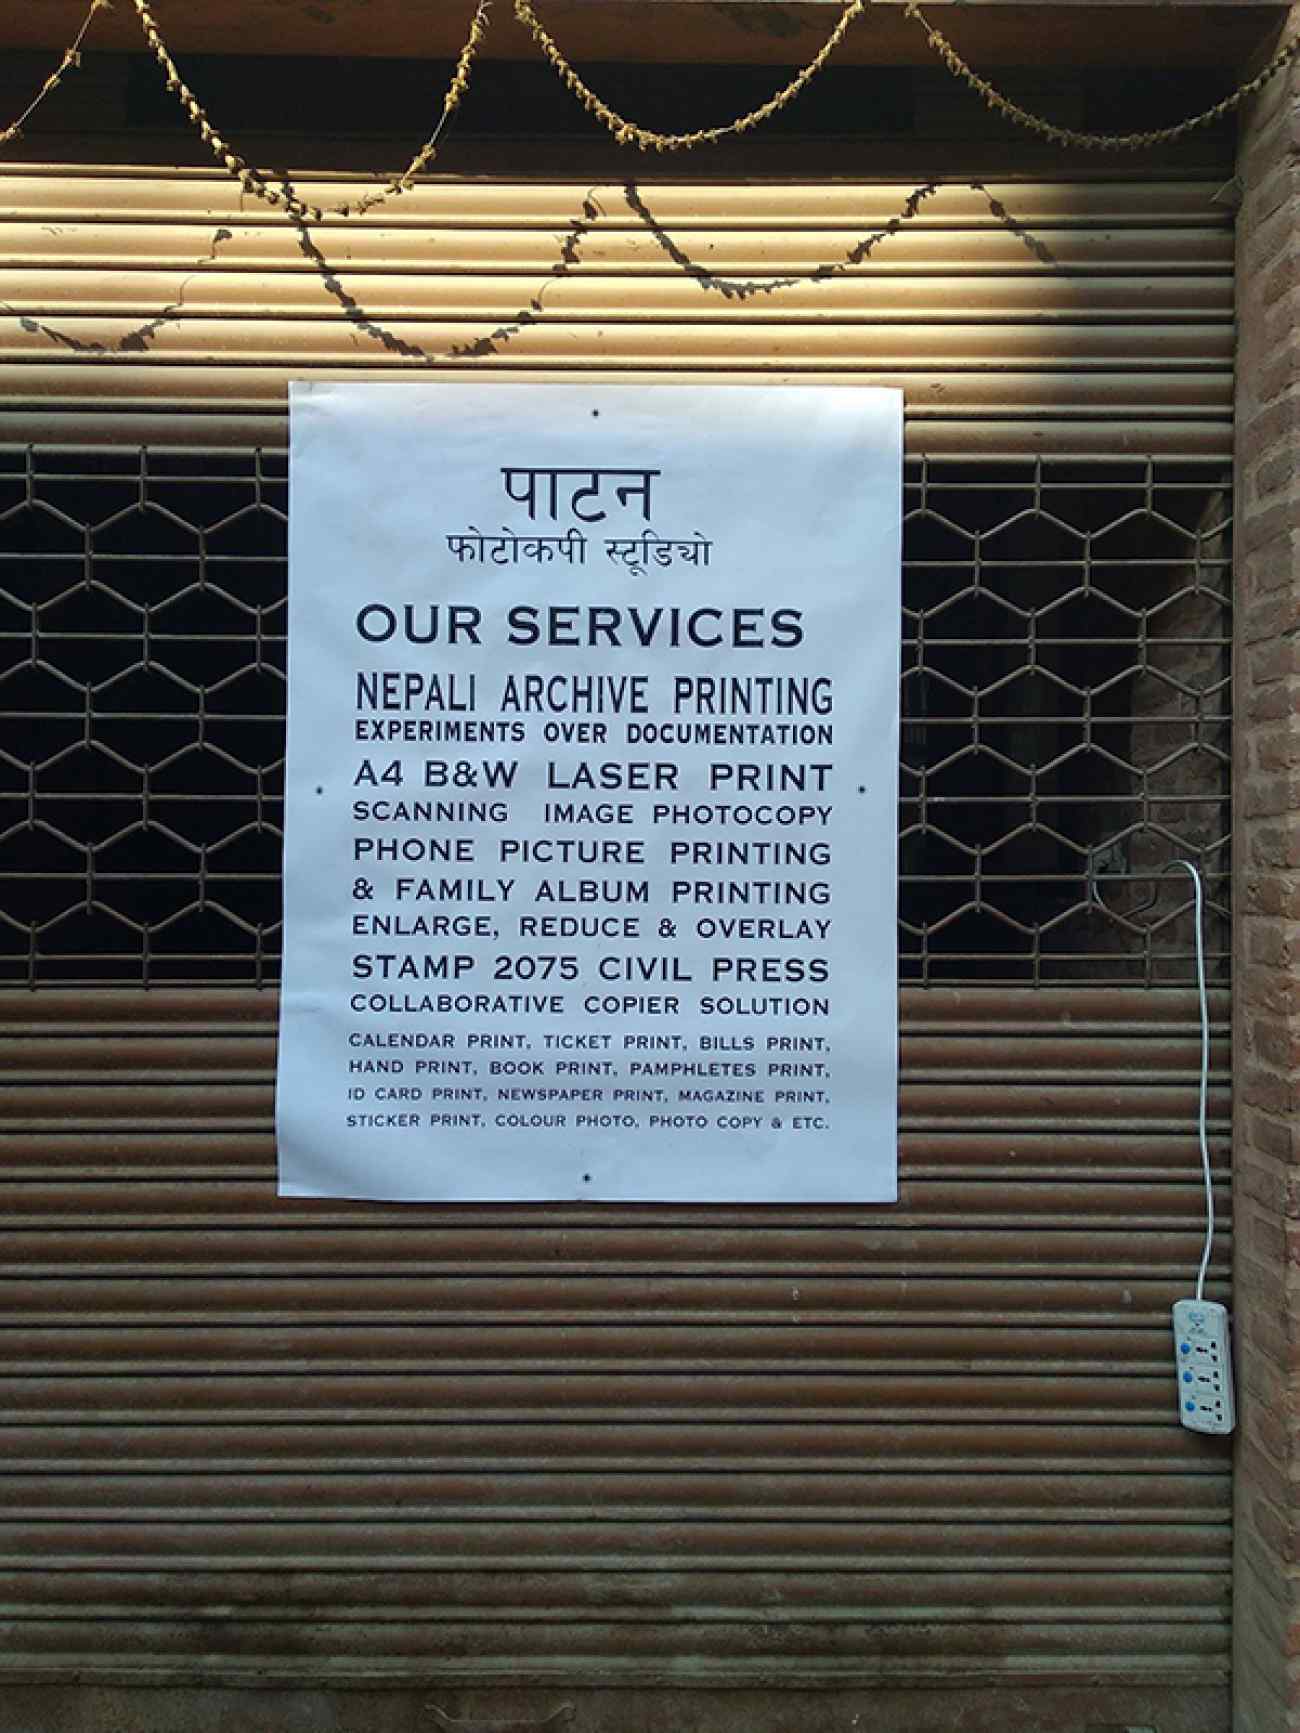 पाटन
फोटोकपी स्टूडियो
OUR SERVICES
NEPALI ARCHIVE PRINTING
EXPERIMENTS OVER DOCUMENTATION
A4 B&W LASER PRINT
SCANNING IMAGE PHOTOCOPY
PHONE PICTURE PRINTING
& FAMILY ALBUM PRINTING
ENLARGE, REDUCE & OVERLAY
STAMP 2075 CIVIL PRESS
COLLABORATIVE COPIER SOLUTION
CALENDAR PRINT, TICKET PRINT, BILLS PRINT,
HAND PRINT, BOOK PRINT, PAMPHLETES PRINT,
ID CARD PRINT, NEWSPAPER PRINT, MAGAZINE PRINT,
STICKER PRINT, COLOUR PHOTO, PHOTO COPY & ETC.